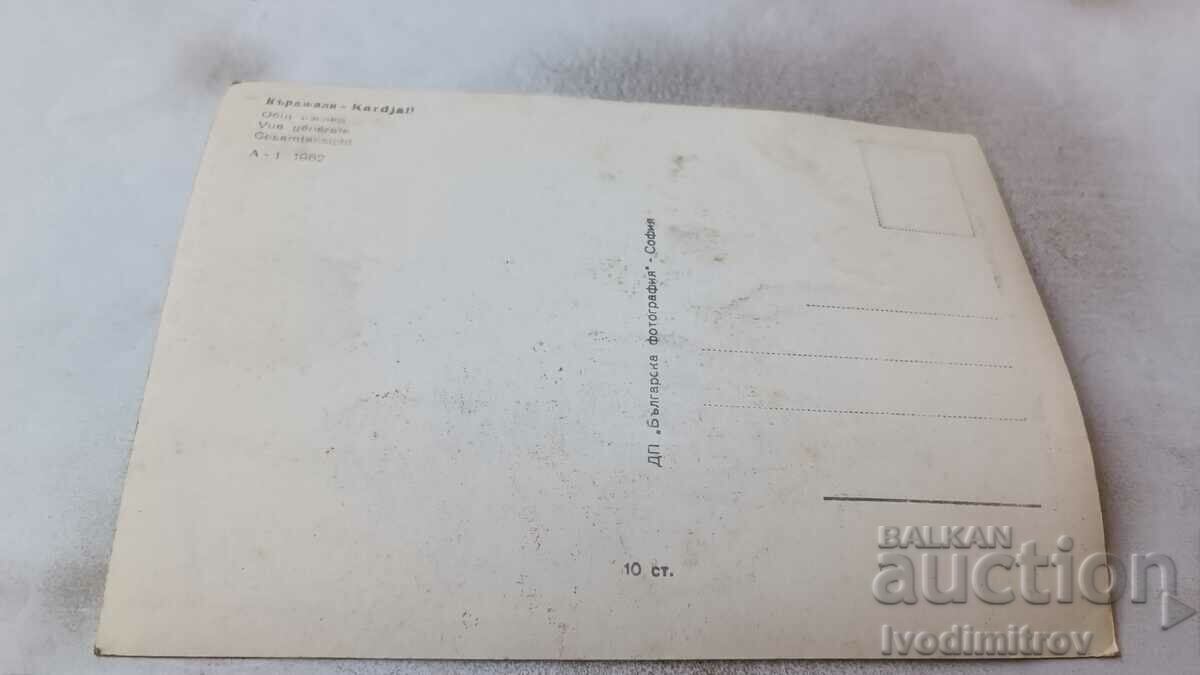 Кърджали - Kardjali
Общ изглед
Vue générale
Gesamtansicht
А - 1 1962
ДП „Българска фотография" - София
10 ст.
BALKAN
auction
Ivodimitrov